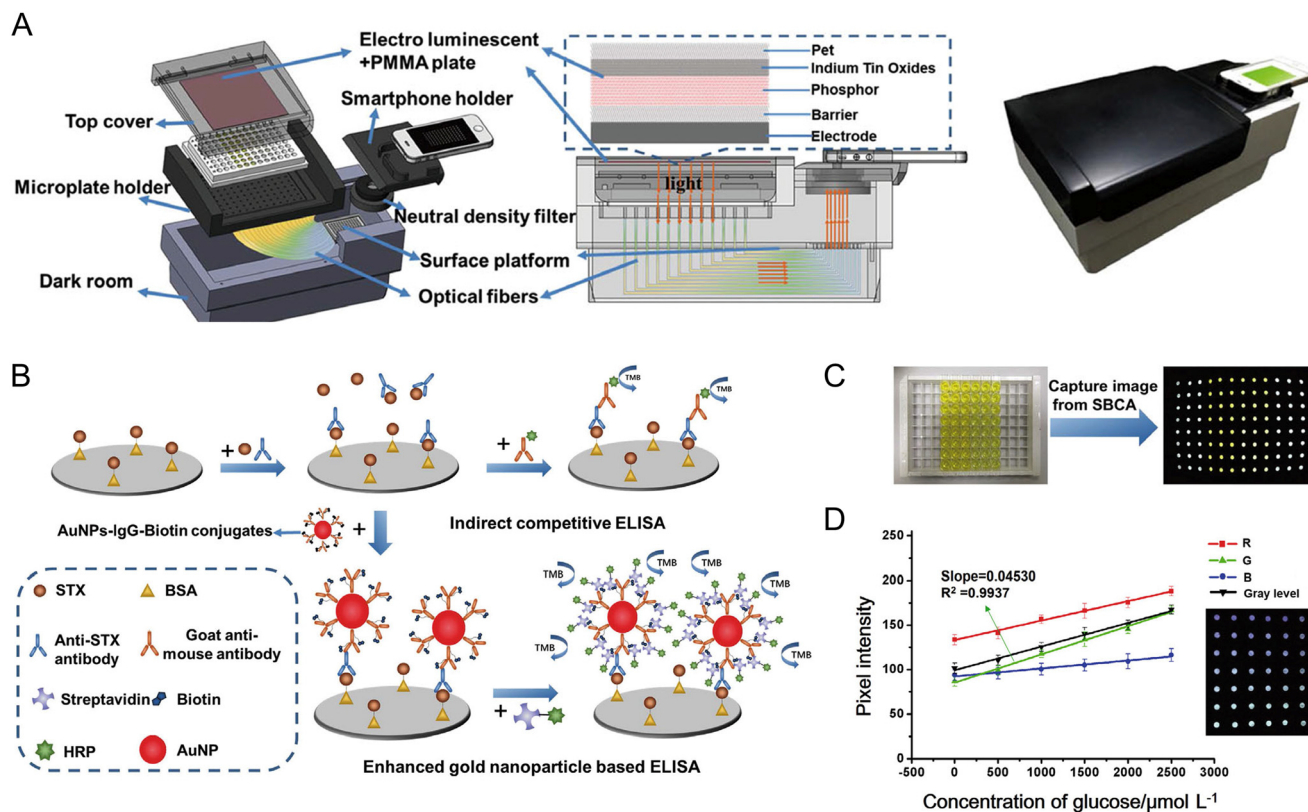 A
Electro luminescent
+PMMA plate
Smartphone holder
Top cover
Microplate holder
Neutral density filter
Surface platform
Dark room
Optical fibers
Pet
Indium Tin Oxides
Phosphor
Barrier
Electrode
light
B
+
+
TMB
TMB
AuNPs-IgG-Biotin conjugates
+
Indirect competitive ELISA
STX
BSA
Anti-STX
antibody
Goat anti-
mouse antibody
Streptavidin
Biotin
HRP
AuNP
TMB
TMB
TMB
TMB
TMB
TMB
+
Enhanced gold nanoparticle based ELISA
C
Capture image
from SBCA
D
Pixel intensity
250
200
150
100
50
0
Slope=0.04530
R² =0.9937
R
G
B
Gray level
-500
0
500
1000
1500
2000
2500
3000
Concentration of glucose/μmol L⁻¹